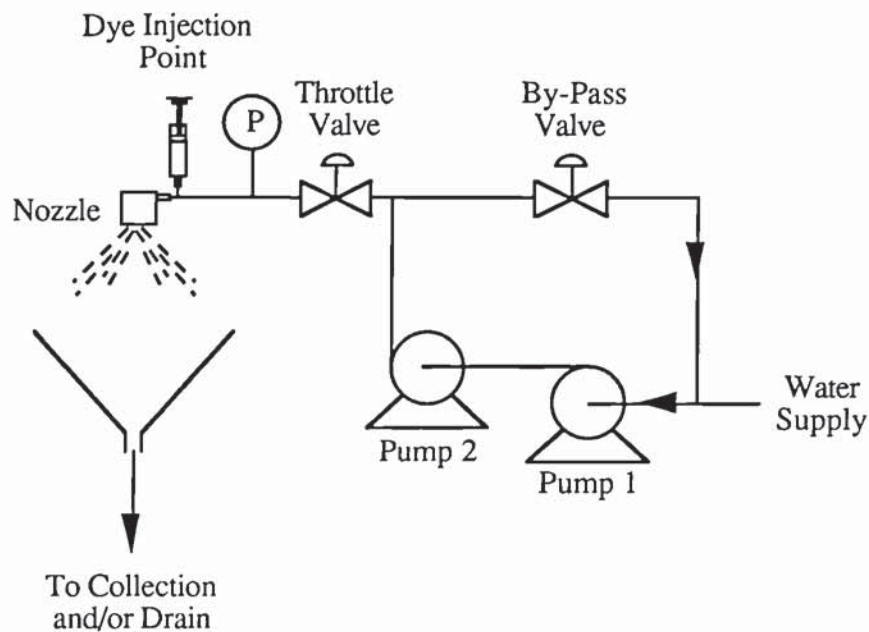 Dye Injection
Point
P
Throttle
Valve
By-Pass
Valve
Nozzle
Water
Supply
Pump 2
Pump 1
To Collection
and/or Drain